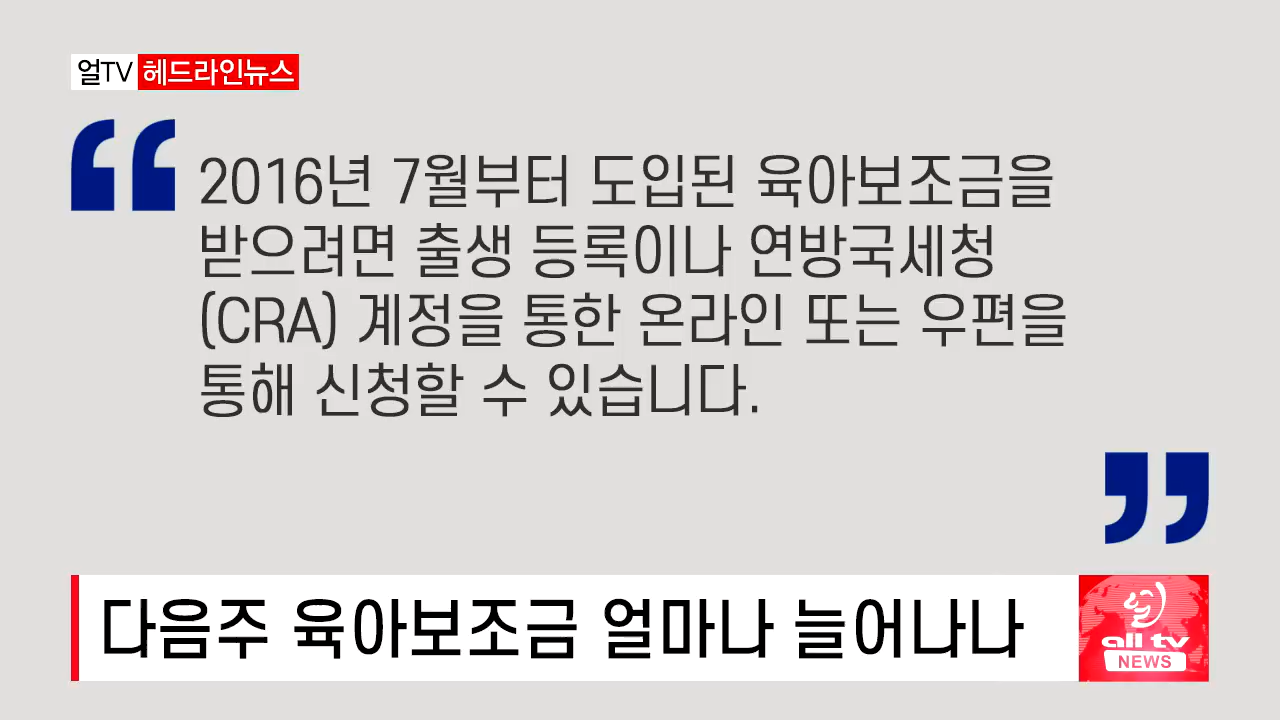 얼TV 헤드라인뉴스
2016년 7월부터 도입된 육아보조금을
받으려면 출생 등록이나 연방국세청
(CRA) 계정을 통한 온라인 또는 우편을
통해 신청할 수 있습니다.
다음주 육아보조금 얼마나 늘어나나
얼
all tv
NEWS